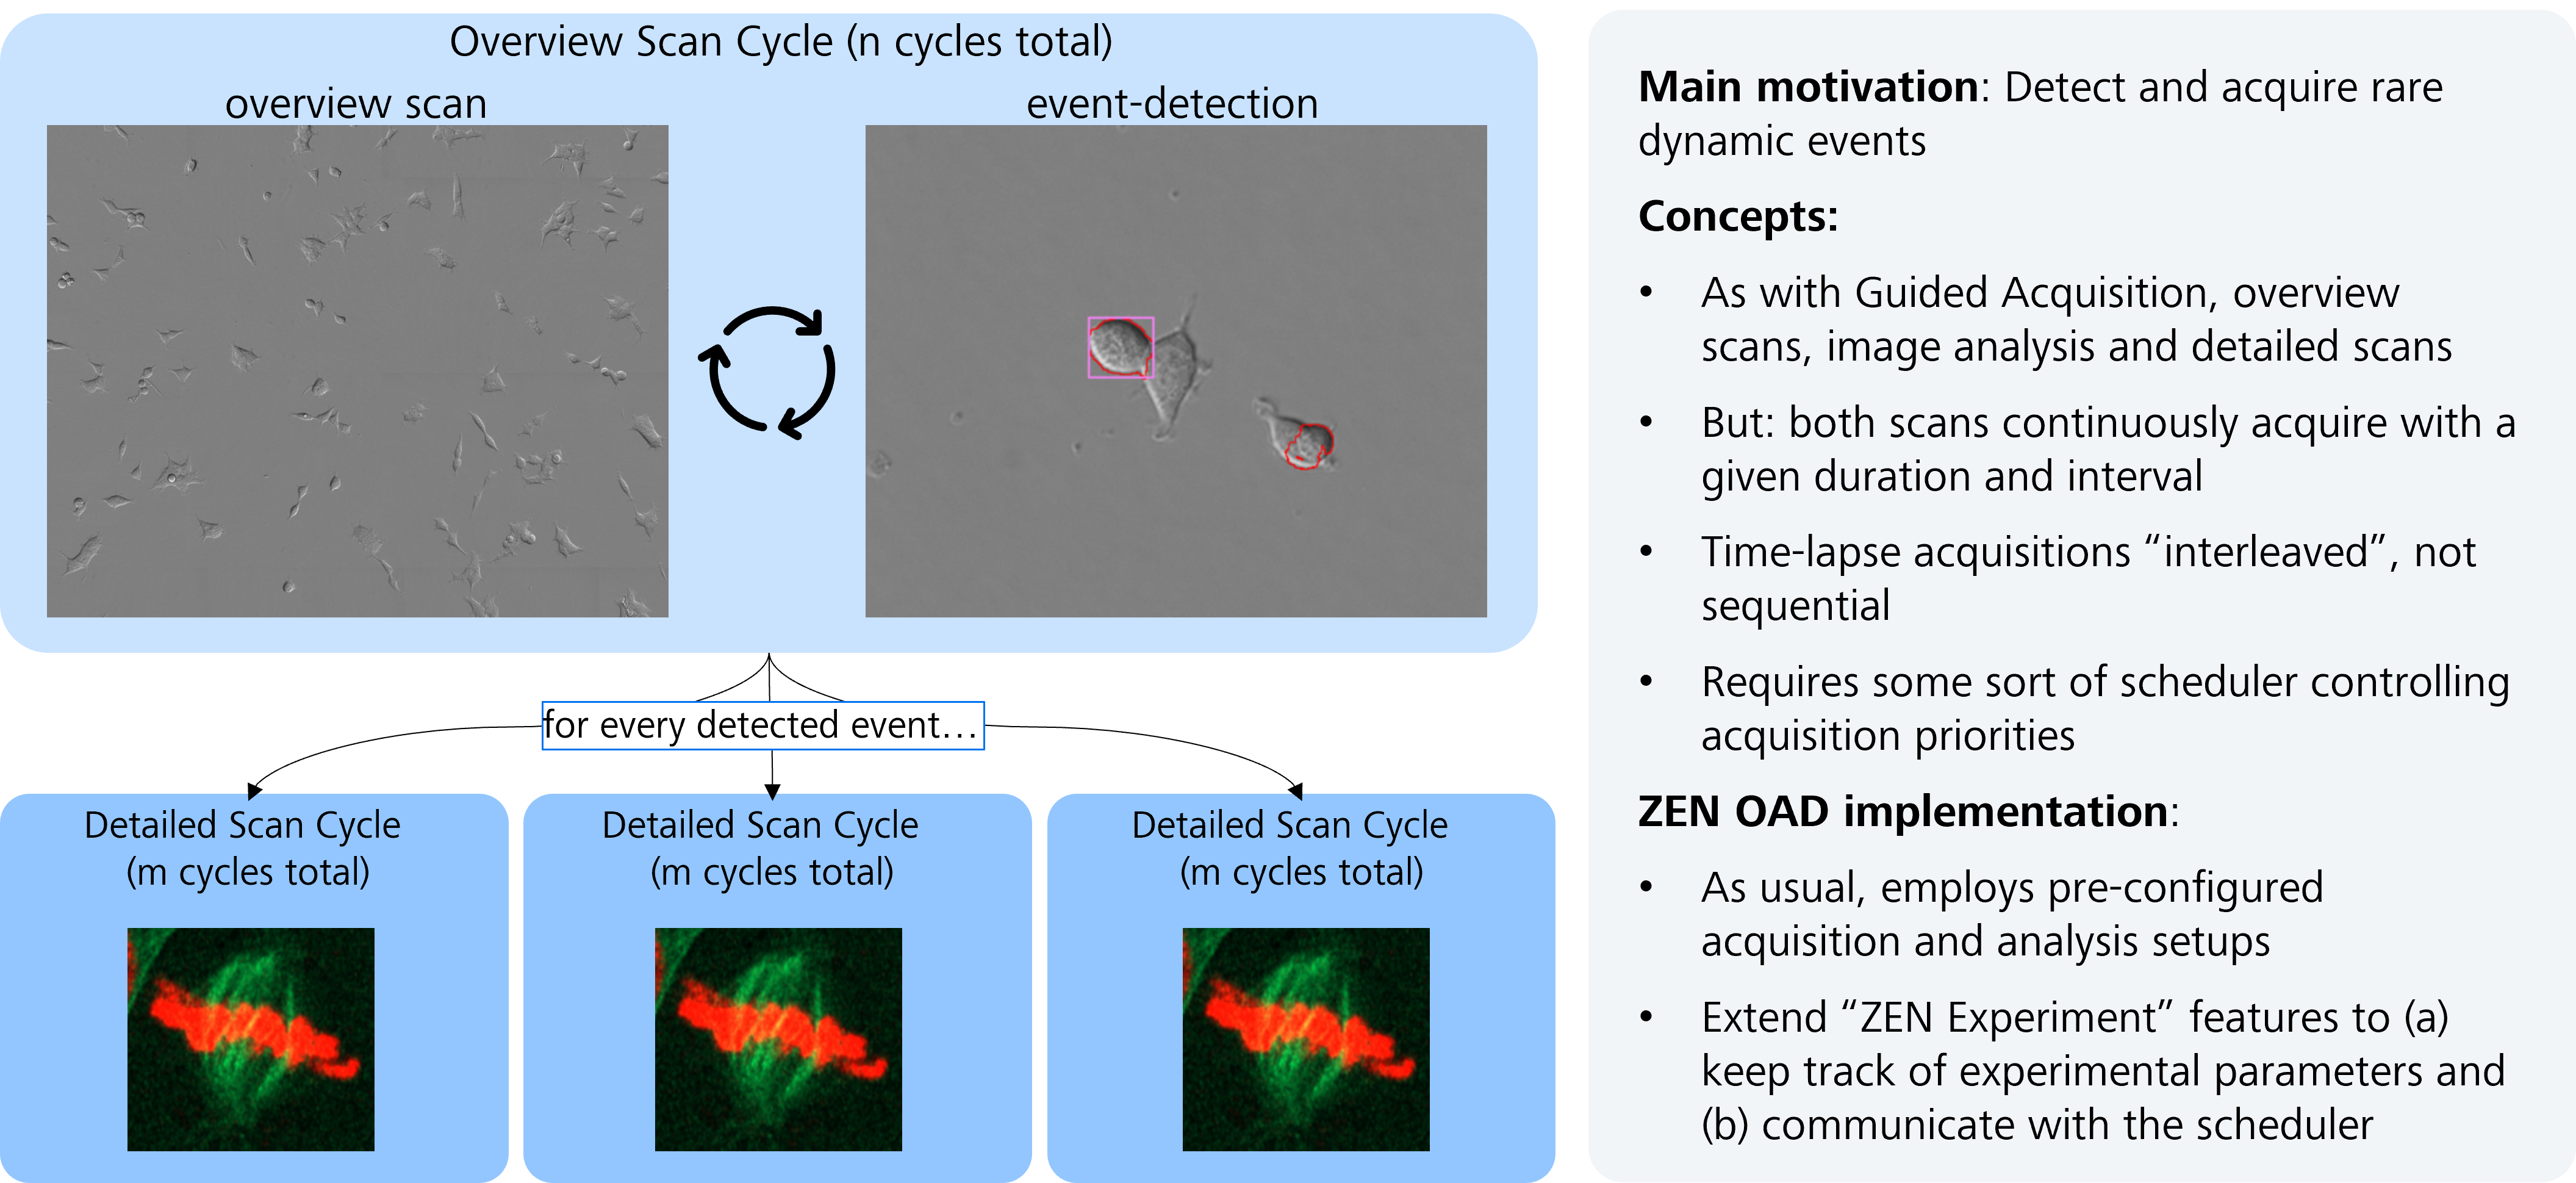 Overview Scan Cycle (n cycles total)
overview scan
event-detection
for every detected event…
Detailed Scan Cycle
(m cycles total)
Detailed Scan Cycle
(m cycles total)
Detailed Scan Cycle
(m cycles total)
Main motivation: Detect and acquire rare
dynamic events
Concepts:
• As with Guided Acquisition, overview
scans, image analysis and detailed scans
• But: both scans continuously acquire with a
given duration and interval
• Time-lapse acquisitions “interleaved”, not
sequential
• Requires some sort of scheduler controlling
acquisition priorities
ZEN OAD implementation:
• As usual, employs pre-configured
acquisition and analysis setups
• Extend “ZEN Experiment” features to (a)
keep track of experimental parameters and
(b) communicate with the scheduler